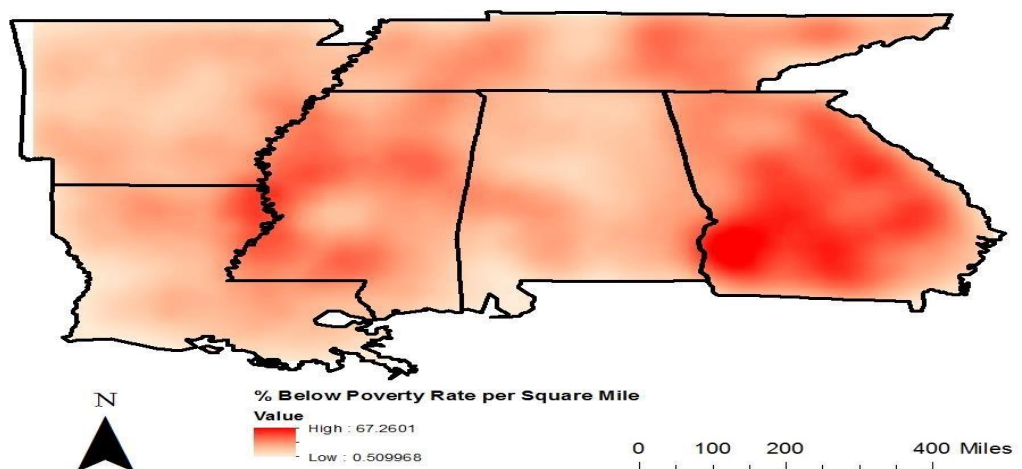 N
% Below Poverty Rate per Square Mile
Value
High : 67.2601
Low : 0.509968
0 100 200 400 Miles